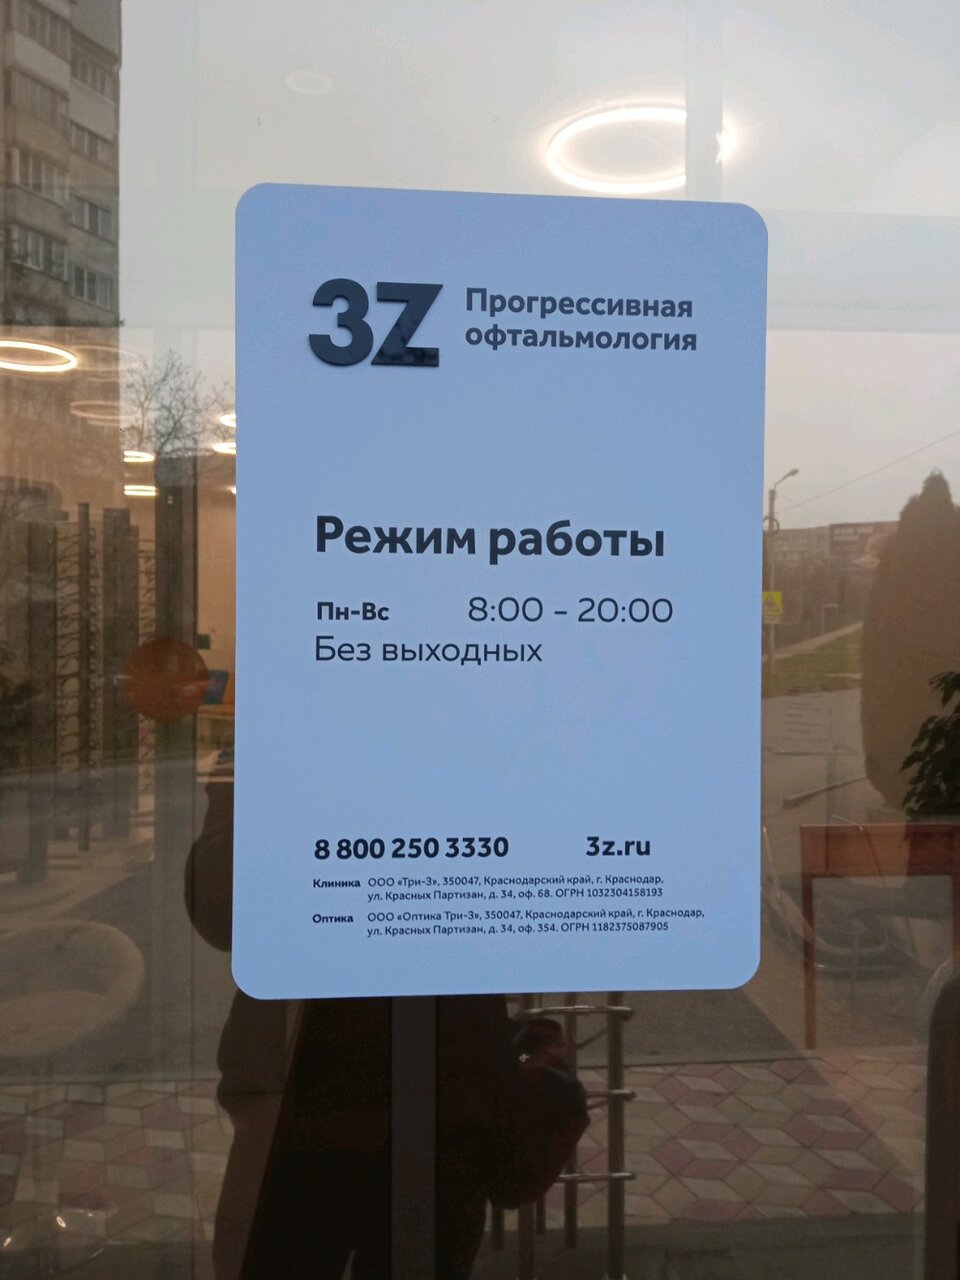 3Z Прогрессивная
офтальмология
Режим работы
Пн-Вс 8:00 - 20:00
Без выходных
8 800 250 3330 3z.ru
Клиника ООО «Три-З», 350047, Краснодарский край, г. Краснодар,
ул. Красных Партизан, д. 34, оф. 68. ОГРН 1032304158193
Оптика ООО «Оптика Три-З», 350047, Краснодарский край, г. Краснодар,
ул. Красных Партизан, д. 34, оф. 354. ОГРН 1182375087905